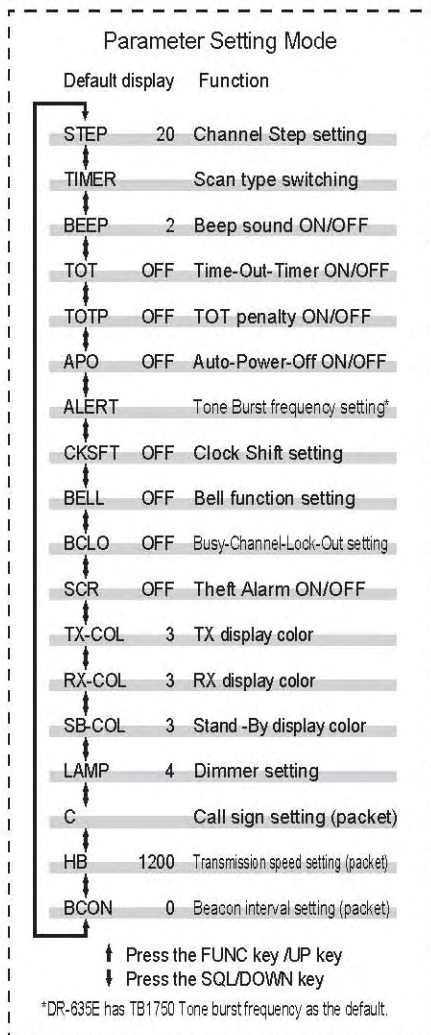 Parameter Setting Mode
Default display Function
STEP 20 Channel Step setting
TIMER Scan type switching
BEEP 2 Beep sound ON/OFF
TOT OFF Time-Out-Timer ON/OFF
TOTP OFF TOT penalty ON/OFF
APO OFF Auto-Power-Off ON/OFF
ALERT Tone Burst frequency setting*
CKSFT OFF Clock Shift setting
BELL OFF Bell function setting
BCLO OFF Busy-Channel-Lock-Out setting
SCR OFF Theft Alarm ON/OFF
TX-COL 3 TX display color
RX-COL 3 RX display color
SB-COL 3 Stand -By display color
LAMP 4 Dimmer setting
C Call sign setting (packet)
HB 1200 Transmission speed setting (packet)
BCON 0 Beacon interval setting (packet)
Press the FUNC key /UP key
Press the SQL/DOWN key
*DR-635E has TB1750 Tone burst frequency as the default.